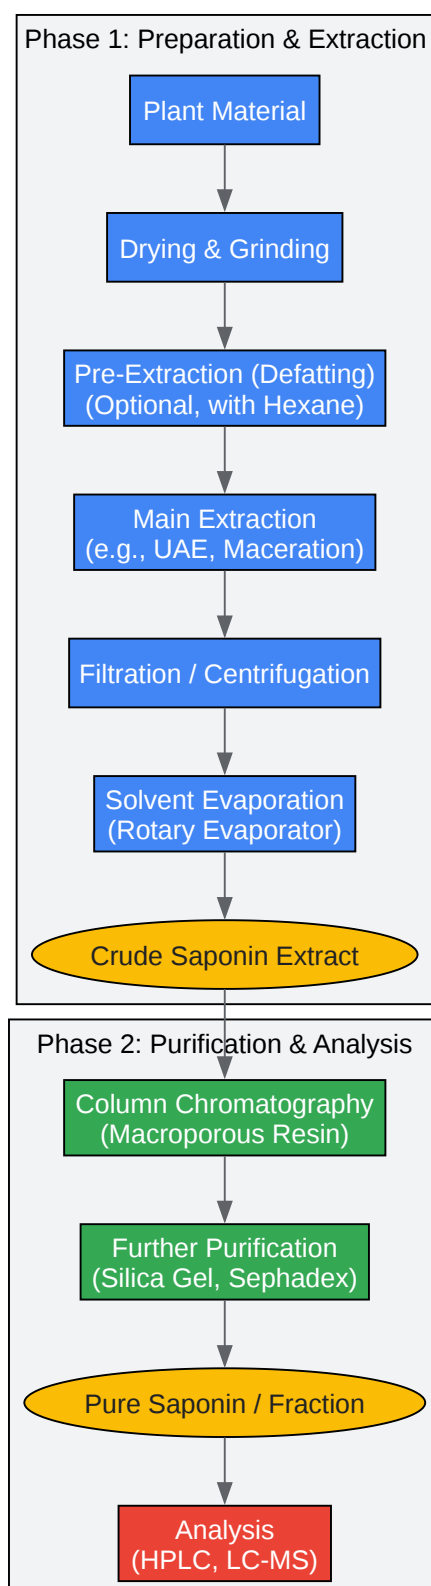 Phase 1: Preparation & Extraction
Plant Material
Drying & Grinding
Pre-Extraction (Defatting)
(Optional, with Hexane)
Main Extraction
(e.g., UAE, Maceration)
Filtration / Centrifugation
Solvent Evaporation
(Rotary Evaporator)
Crude Saponin Extract
Phase 2: Purification & Analysis
Column Chromatography
(Macroporous Resin)
Further Purification
(Silica Gel, Sephadex)
Pure Saponin / Fraction
Analysis
(HPLC, LC-MS)